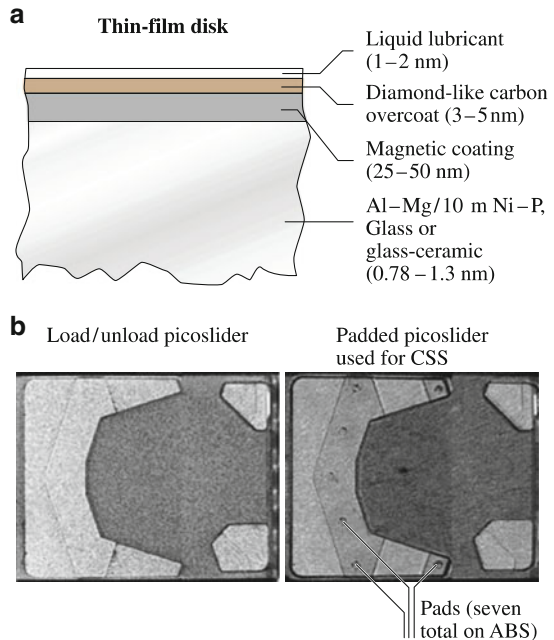 a
Thin-film disk
Liquid lubricant
(1–2 nm)
Diamond-like carbon
overcoat (3–5nm)
Magnetic coating
(25–50 nm)
Al–Mg/10 m Ni–P,
Glass or
glass-ceramic
(0.78–1.3 nm)
b
Load/unload picoslider
Padded picoslider
used for CSS
Pads (seven
total on ABS)